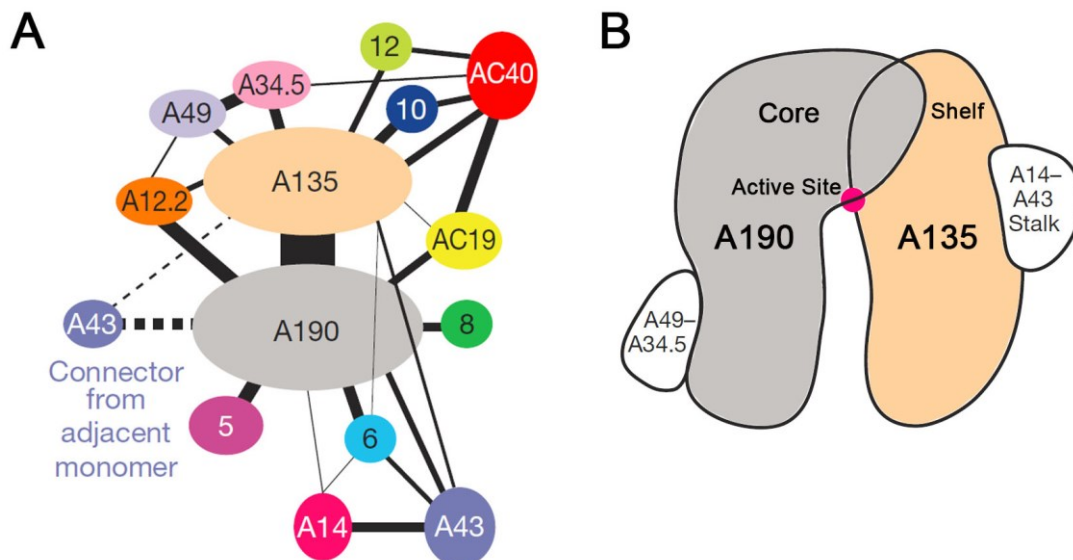 A
12
AC40
A34.5
A49
10
A135
A12.2
AC19
A43
A190
8
Connector
from
adjacent
monomer
5
6
A14
A43
B
Core
Shelf
Active Site
A14–
A43
Stalk
A190
A135
A49–
A34.5